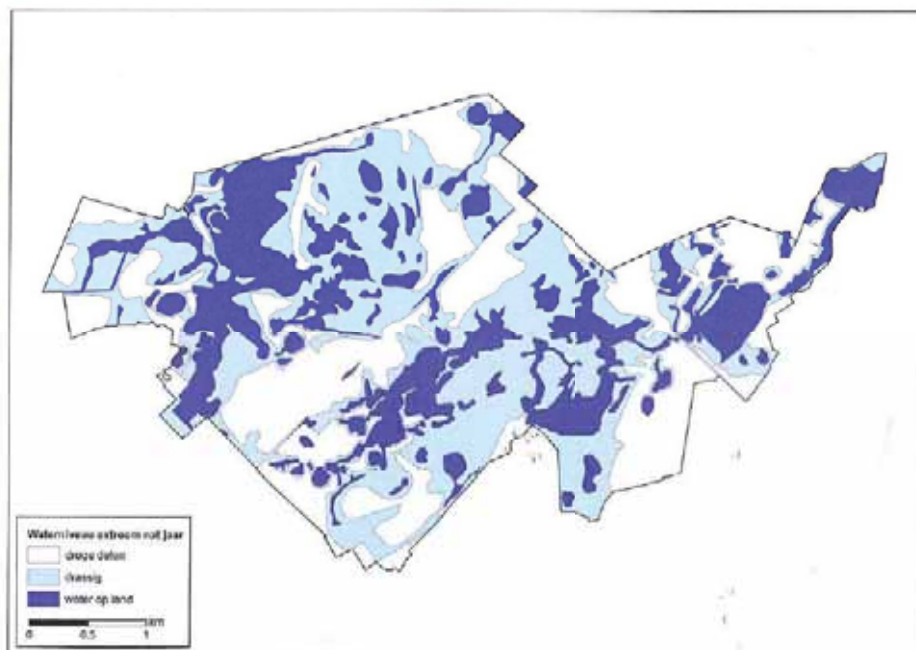 Waterniveau extreem nat jaar
droge delen
drassig
water op land
km
0 0.5 1